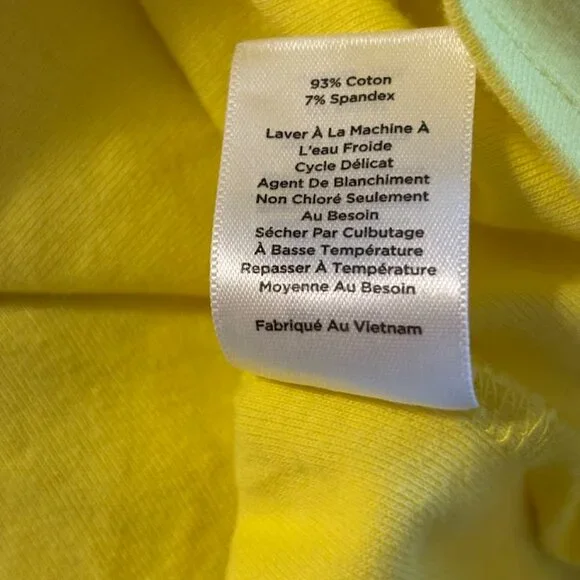 93% Coton
7% Spandex
Laver À La Machine À
L'eau Froide
Cycle Délicat
Agent De Blanchiment
Non Chloré Seulement
Au Besoin
Sécher Par Culbutage
À Basse Température
Repasser À Température
Moyenne Au Besoin
Fabriqué Au Vietnam